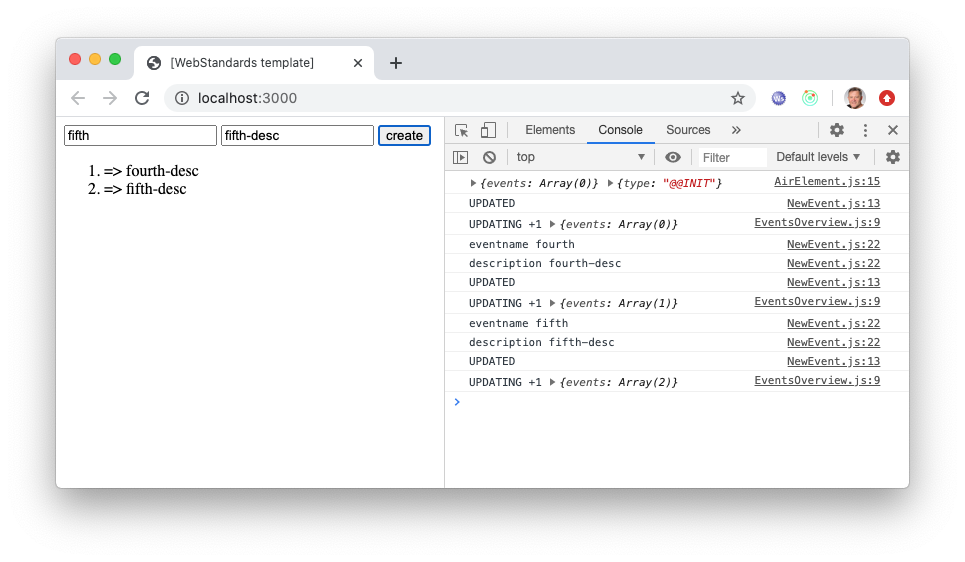 [WebStandards template]
localhost:3000
Ws
fifth fifth-desc create
1. => fourth-desc
2. => fifth-desc
Elements Console Sources »
top Filter Default levels
{events: Array(0)} {type: "@@INIT"} AirElement.js:15
UPDATED NewEvent.js:13
UPDATING +1 {events: Array(0)} EventsOverview.js:9
eventname fourth NewEvent.js:22
description fourth-desc NewEvent.js:22
UPDATED NewEvent.js:13
UPDATING +1 {events: Array(1)} EventsOverview.js:9
eventname fifth NewEvent.js:22
description fifth-desc NewEvent.js:22
UPDATED NewEvent.js:13
UPDATING +1 {events: Array(2)} EventsOverview.js:9